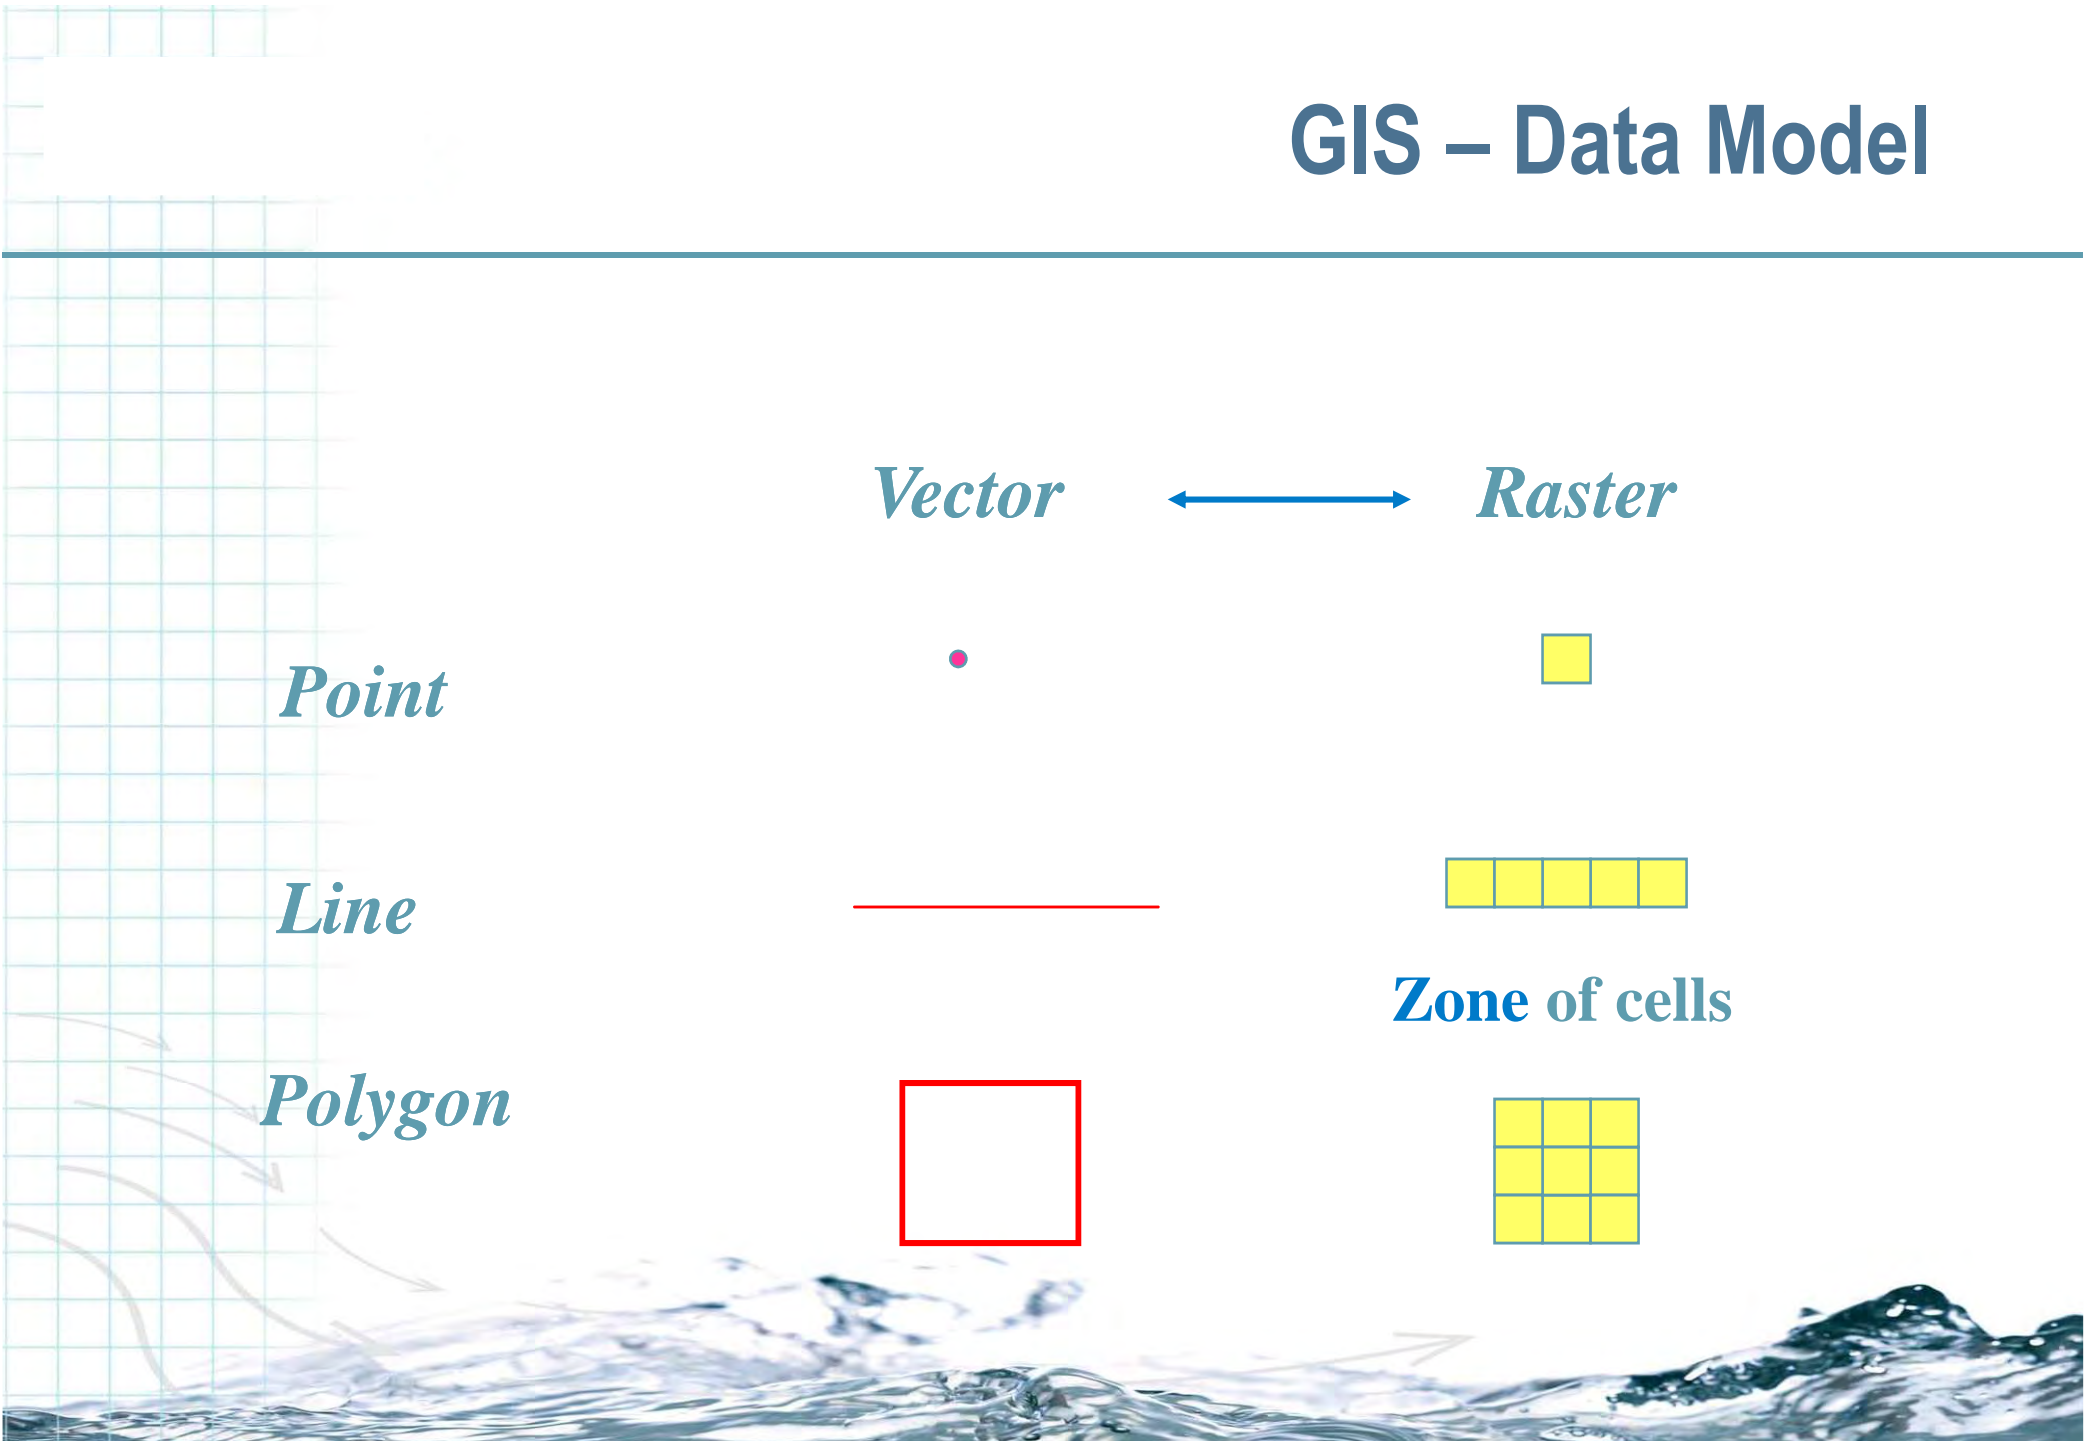 GIS – Data Model
Vector
Raster
Point
Line
Zone of cells
Polygon